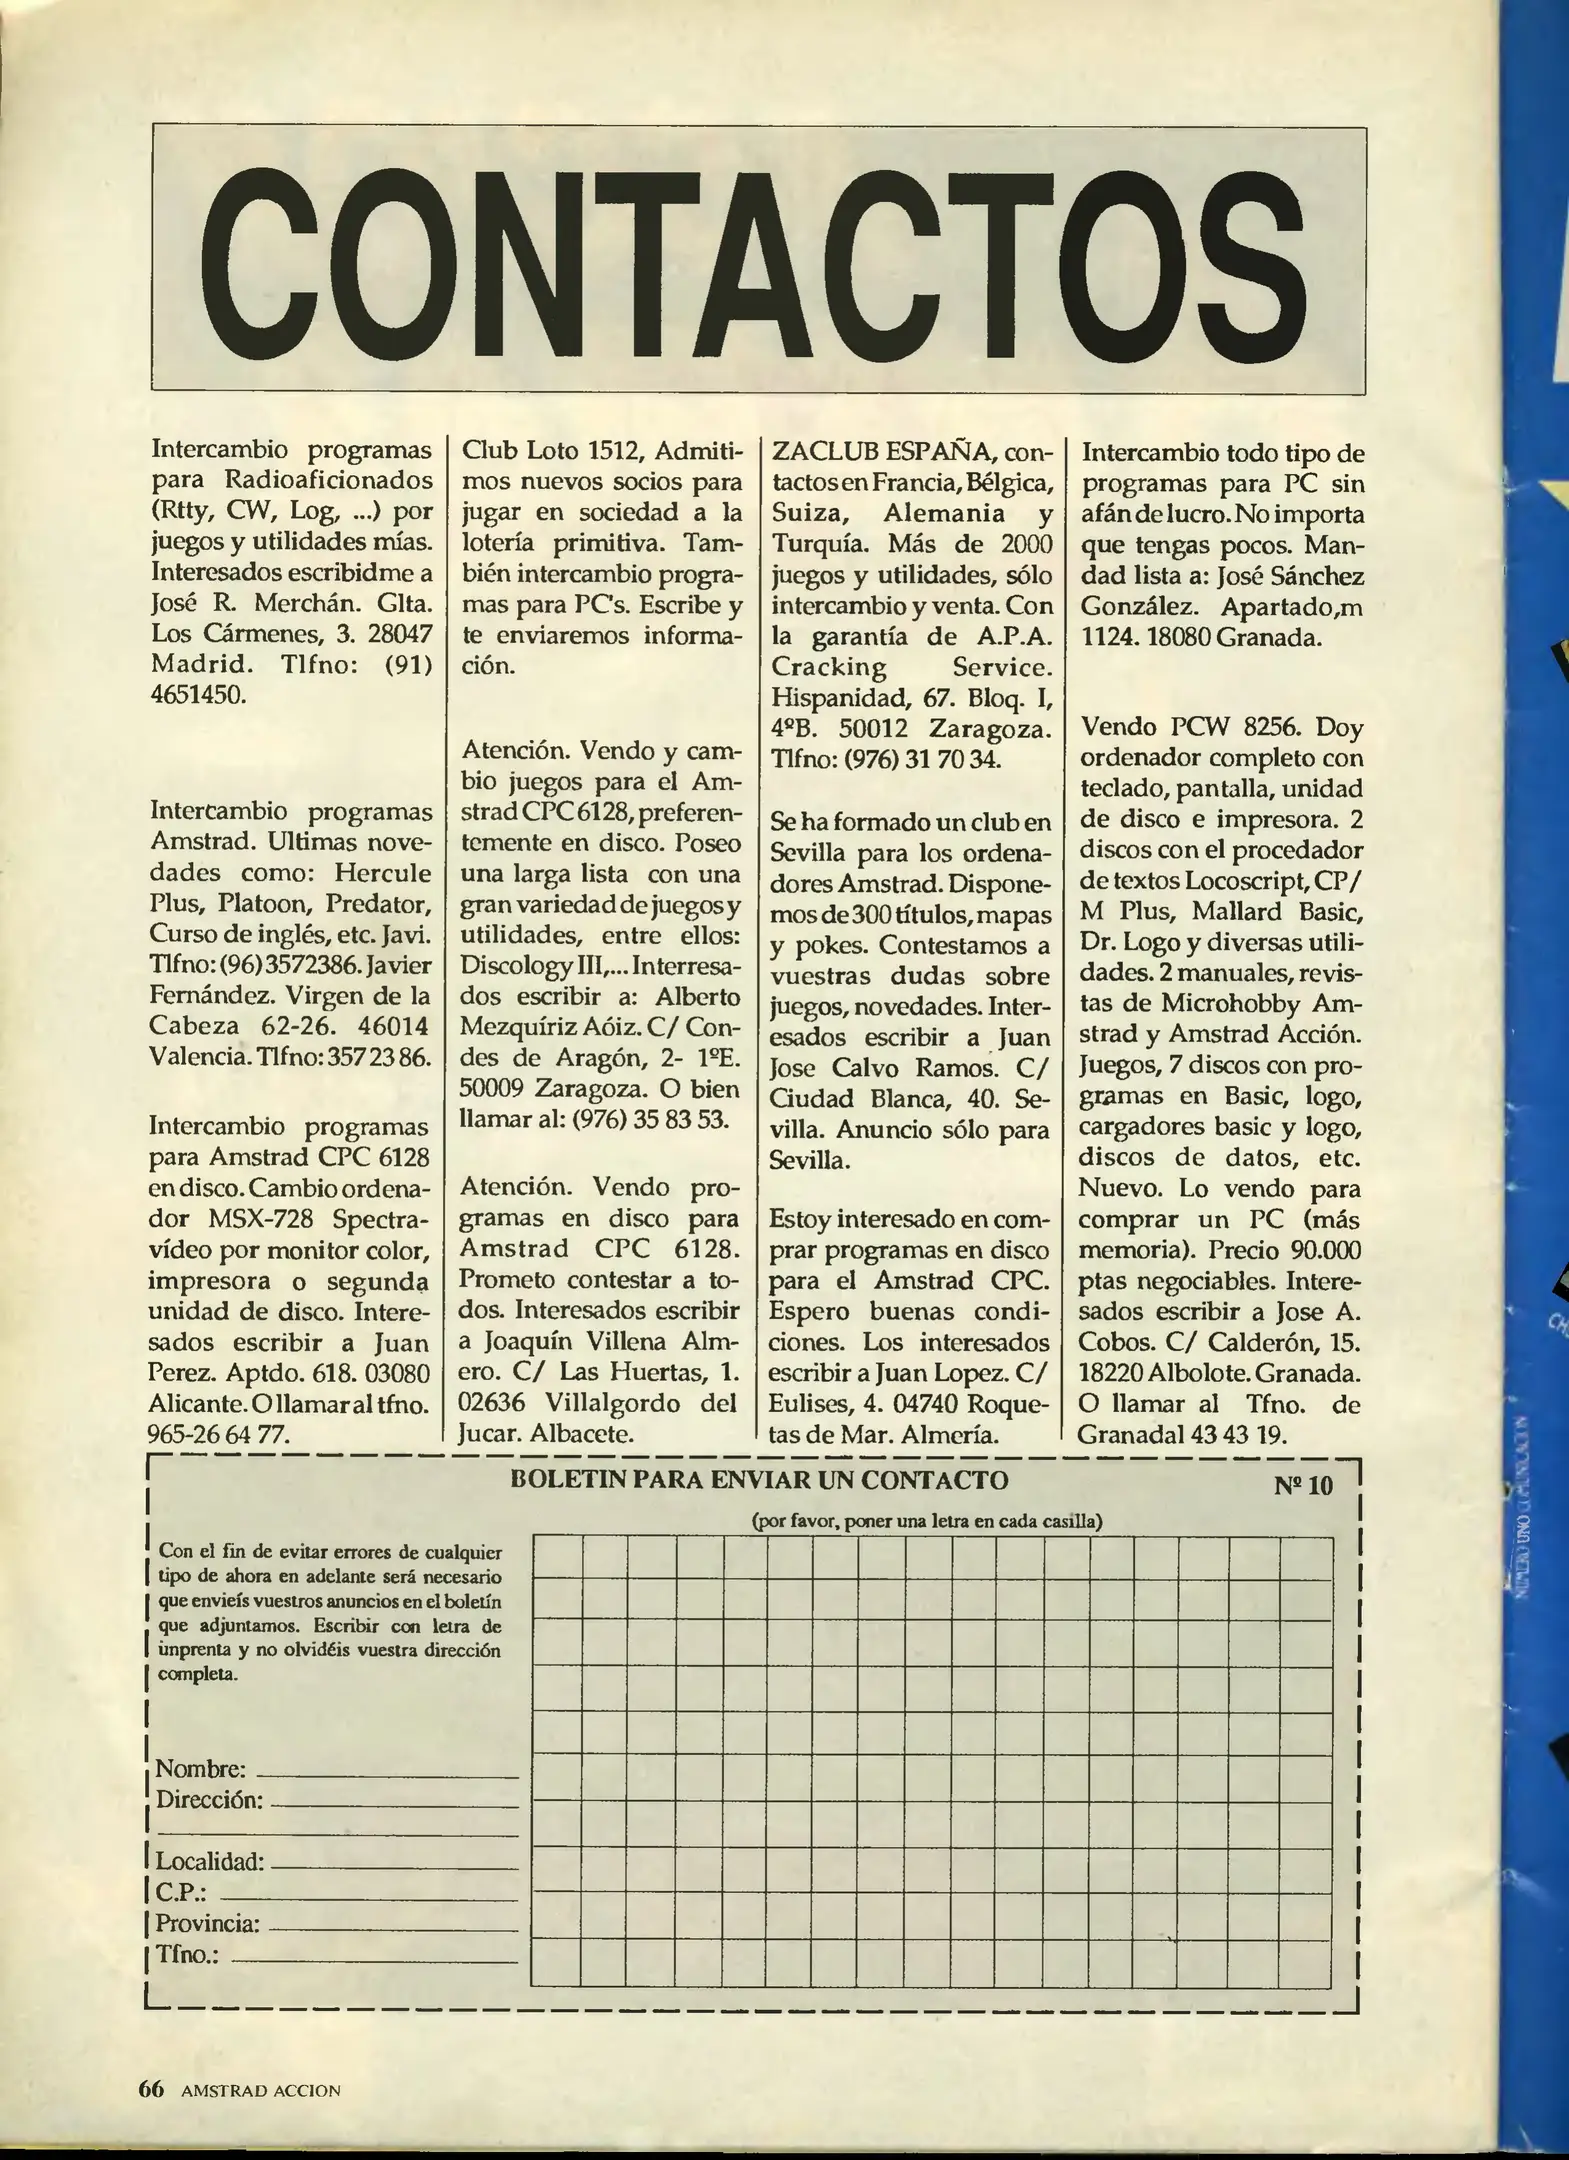 CONTACTOS
Intercambio programas
para Radioaficionados
(Rtty, CW, Log, ...) por
juegos y utilidades mías.
Interesados escribidme a
José R. Merchán. Glta.
Los Cármenes, 3. 28047
Madrid. Tlfno: (91)
4651450.
Intercambio programas
Amstrad. Ultimas nove-
dades como: Hercule
Plus, Platoon, Predator,
Curso de inglés, etc. Javi.
Tlfno: (96) 3572386. Javier
Fernández. Virgen de la
Cabeza 62-26. 46014
Valencia. Tlfno: 357 23 86.
Intercambio programas
para Amstrad CPC 6128
en disco. Cambio ordena-
dor MSX-728 Spectra-
vídeo por monitor color,
impresora o segunda
unidad de disco. Intere-
sados escribir a Juan
Perez. Aptdo. 618. 03080
Alicante. O llamar al tfno.
965-26 64 77.
Club Loto 1512, Admiti-
mos nuevos socios para
jugar en sociedad a la
lotería primitiva. Tam-
bién intercambio progra-
mas para PC's. Escribe y
te enviaremos informa-
ción.
Atención. Vendo y cam-
bio juegos para el Am-
strad CPC 6128, preferen-
temente en disco. Poseo
una larga lista con una
gran variedad de juegos y
utilidades, entre ellos:
Discology III,... Interresa-
dos escribir a: Alberto
Mezquíriz Aóiz. C/ Con-
des de Aragón, 2- 1ºE.
50009 Zaragoza. O bien
llamar al: (976) 35 83 53.
Atención. Vendo pro-
gramas en disco para
Amstrad CPC 6128.
Prometo contestar a to-
dos. Interesados escribir
a Joaquín Villena Alm-
ero. C/ Las Huertas, 1.
02636 Villalgordo del
Jucar. Albacete.
ZACLUB ESPAÑA, con-
tactos en Francia, Bélgica,
Suiza, Alemania y
Turquía. Más de 2000
juegos y utilidades, sólo
intercambio y venta. Con
la garantía de A.P.A.
Cracking Service.
Hispanidad, 67. Bloq. I,
4ºB. 50012 Zaragoza.
Tlfno: (976) 31 70 34.
Se ha formado un club en
Sevilla para los ordena-
dores Amstrad. Dispone-
mos de 300 títulos, mapas
y pokes. Contestamos a
vuestras dudas sobre
juegos, novedades. Inter-
esados escribir a Juan
Jose Calvo Ramos. C/
Ciudad Blanca, 40. Se-
villa. Anuncio sólo para
Sevilla.
Estoy interesado en com-
prar programas en disco
para el Amstrad CPC.
Espero buenas condi-
ciones. Los interesados
escribir a Juan Lopez. C/
Eulises, 4. 04740 Roque-
tas de Mar. Almería.
Intercambio todo tipo de
programas para PC sin
afán de lucro. No importa
que tengas pocos. Man-
dad lista a: José Sánchez
González. Apartado,m
1124. 18080 Granada.
Vendo PCW 8256. Doy
ordenador completo con
teclado, pantalla, unidad
de disco e impresora. 2
discos con el procedador
de textos Locoscript, CP/
M Plus, Mallard Basic,
Dr. Logo y diversas utili-
dades. 2 manuales, revis-
tas de Microhobby Am-
strad y Amstrad Acción.
Juegos, 7 discos con pro-
gramas en Basic, logo,
cargadores basic y logo,
discos de datos, etc.
Nuevo. Lo vendo para
comprar un PC (más
memoria). Precio 90.000
ptas negociables. Intere-
sados escribir a Jose A.
Cobos. C/ Calderón, 15.
18220 Albolote. Granada.
O llamar al Tfno. de
Granadal 43 43 19.
BOLETIN PARA ENVIAR UN CONTACTO
Nº 10
(por favor, poner una letra en cada casilla)
Con el fin de evitar errores de cualquier
tipo de ahora en adelante será necesario
que envieís vuestros anuncios en el boletín
que adjuntamos. Escribir con letra de
imprenta y no olvidéis vuestra dirección
completa.
Nombre:
Dirección:
Localidad:
C.P.:
Provincia:
Tfno.:
66 AMSTRAD ACCION
NUMERO UNO